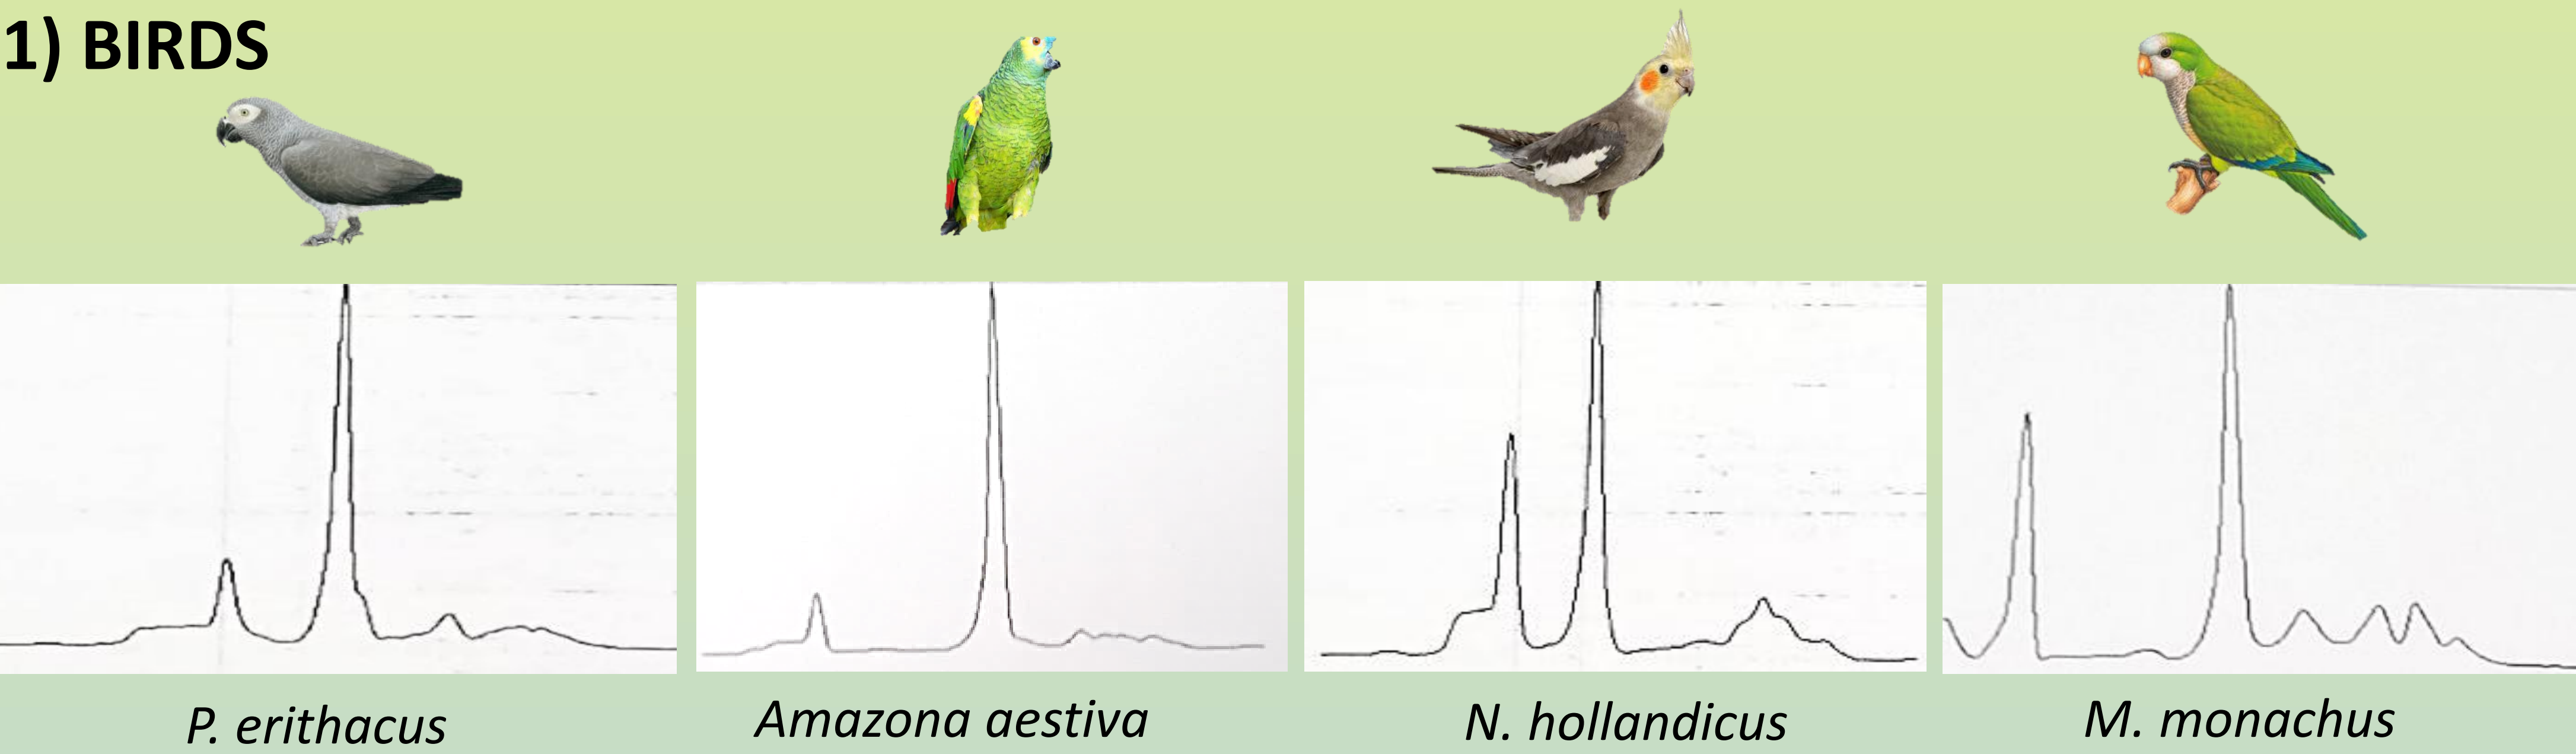 1) BIRDS
P. erithacus
Amazona aestiva
N. hollandicus
M. monachus